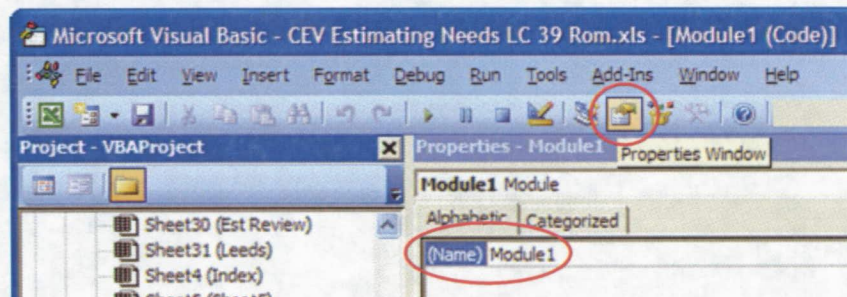 Microsoft Visual Basic - CEV Estimating Needs LC 39 Rom.xls - [Module1 (Code)]
File Edit View Insert Format Debug Run Tools Add-Ins Window Help
Project - VBAProject
Properties - Module1
Properties Window
Module1 Module
Alphabetic Categorized
(Name) Module1
Sheet30 (Est Review)
Sheet31 (Leeds)
Sheet4 (Index)